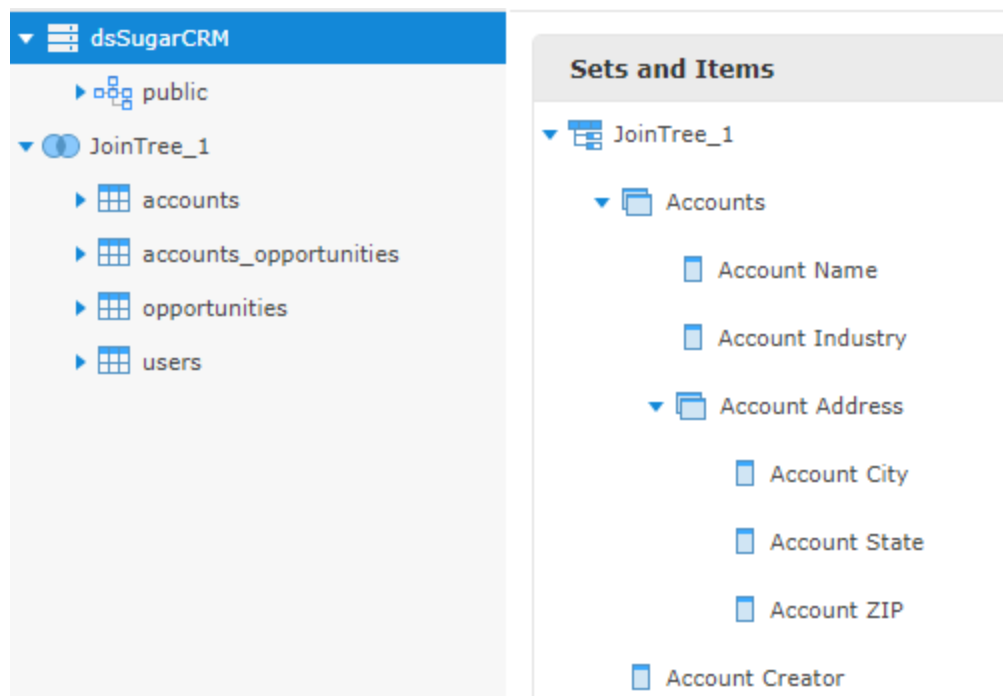 dsSugarCRM
public
JoinTree_1
accounts
accounts_opportunities
opportunities
users
Sets and Items
JoinTree_1
Accounts
Account Name
Account Industry
Account Address
Account City
Account State
Account ZIP
Account Creator